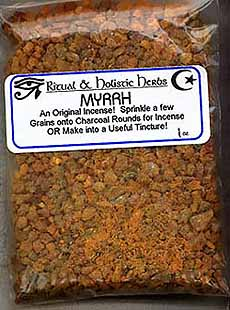 Ritual & Holistic Herbs
MYRRH
An Original Incense! Sprinkle a few
Grains onto Charcoal Rounds for Incense
OR Make into a Useful Tincture!
1 oz